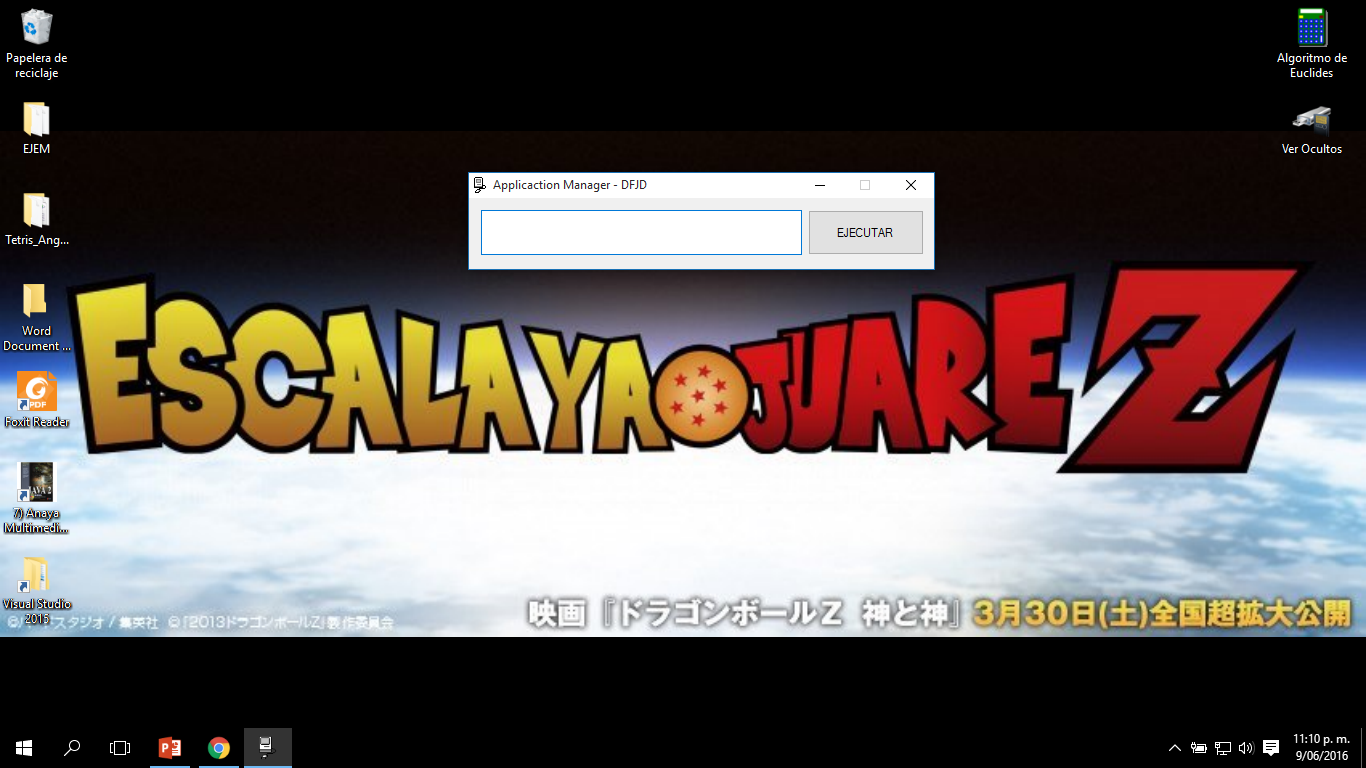 Papelera de
reciclaje
EJEM
Tetris_Ang...
Word
Document ...
Foxit Reader
7) Anaya
Multimedi...
Visual Studio
2015
Algoritmo de
Euclides
Ver Ocultos
Applicaction Manager - DFJD
EJECUTAR
ESCALAYA JUAREZ
スタジオ / 集英社 ©「2013ドラゴンボールZ」製作委員会
映画『ドラゴンボールZ 神と神』3月30日(土)全国超拡大公開
11:10 p. m.
9/06/2016